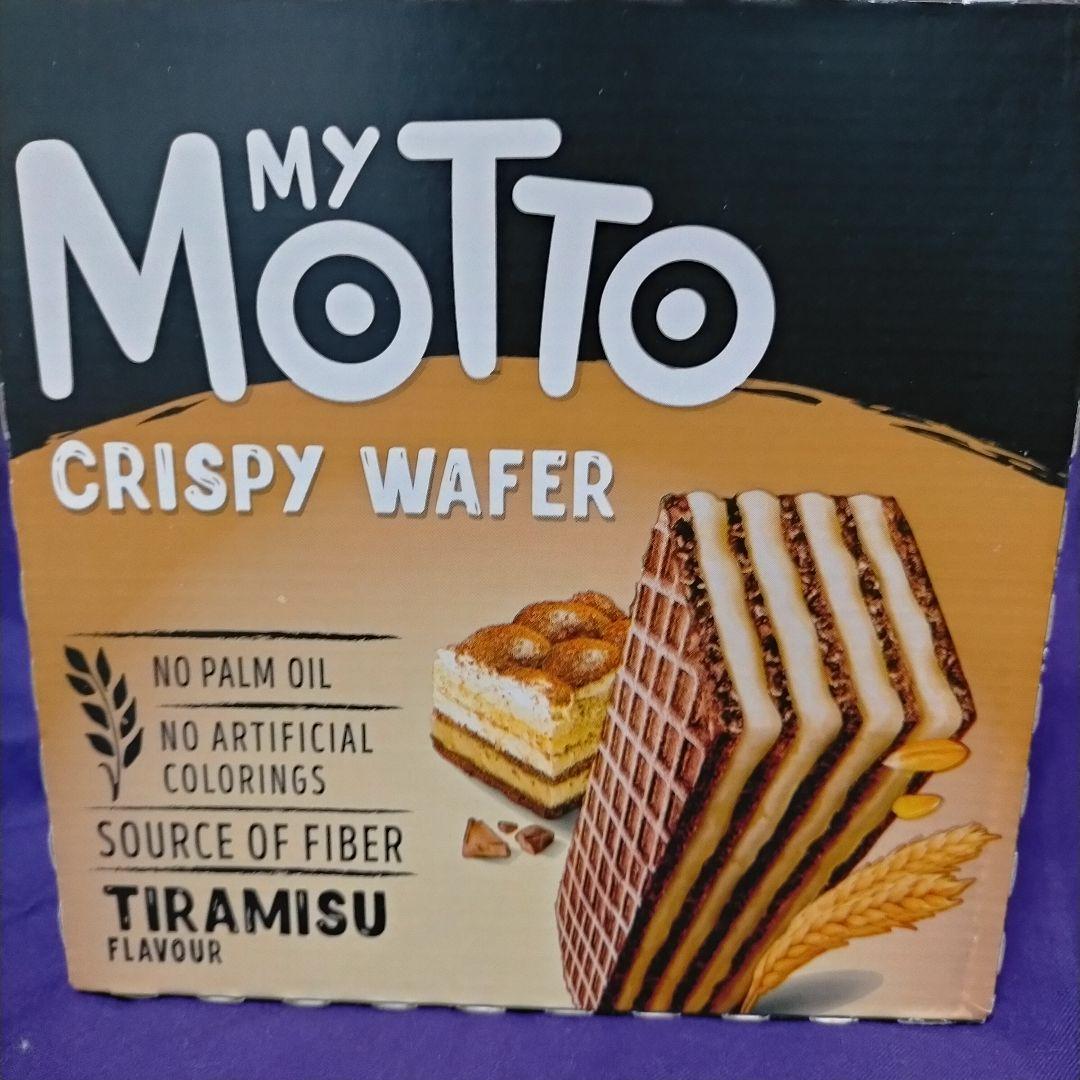 MY
MOTTO
CRISPY WAFER
NO PALM OIL
NO ARTIFICIAL
COLORINGS
SOURCE OF FIBER
TIRAMISU
FLAVOUR